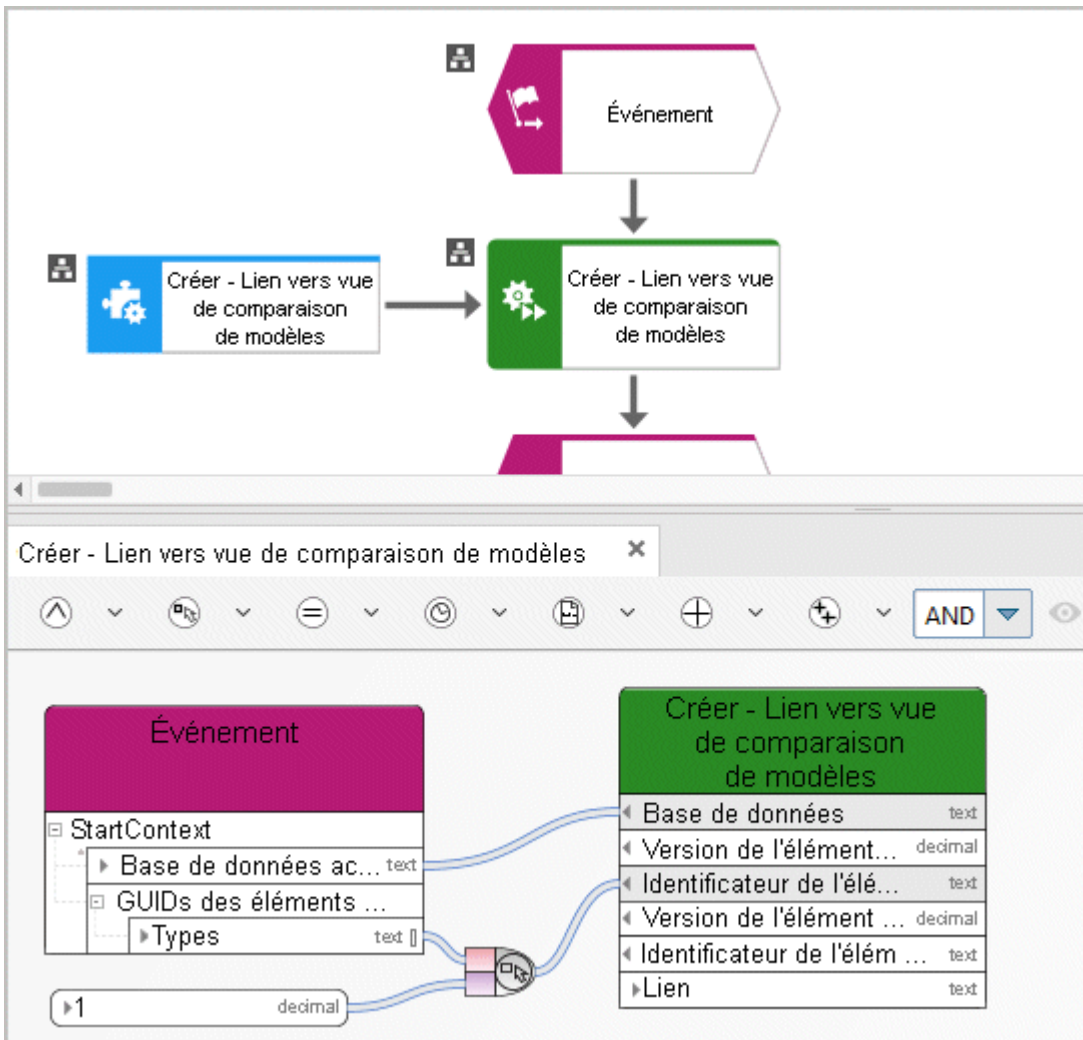 Événement
Créer - Lien vers vue
de comparaison
de modèles
Créer - Lien vers vue
de comparaison
de modèles
Créer - Lien vers vue de comparaison de modèles
AND
Événement
StartContext
Base de données ac... text
GUIDs des éléments ...
Types text []
1 decimal
Créer - Lien vers vue
de comparaison
de modèles
Base de données text
Version de l'élément... decimal
Identificateur de l'élé... text
Version de l'élément ... decimal
Identificateur de l'élém ... text
Lien text